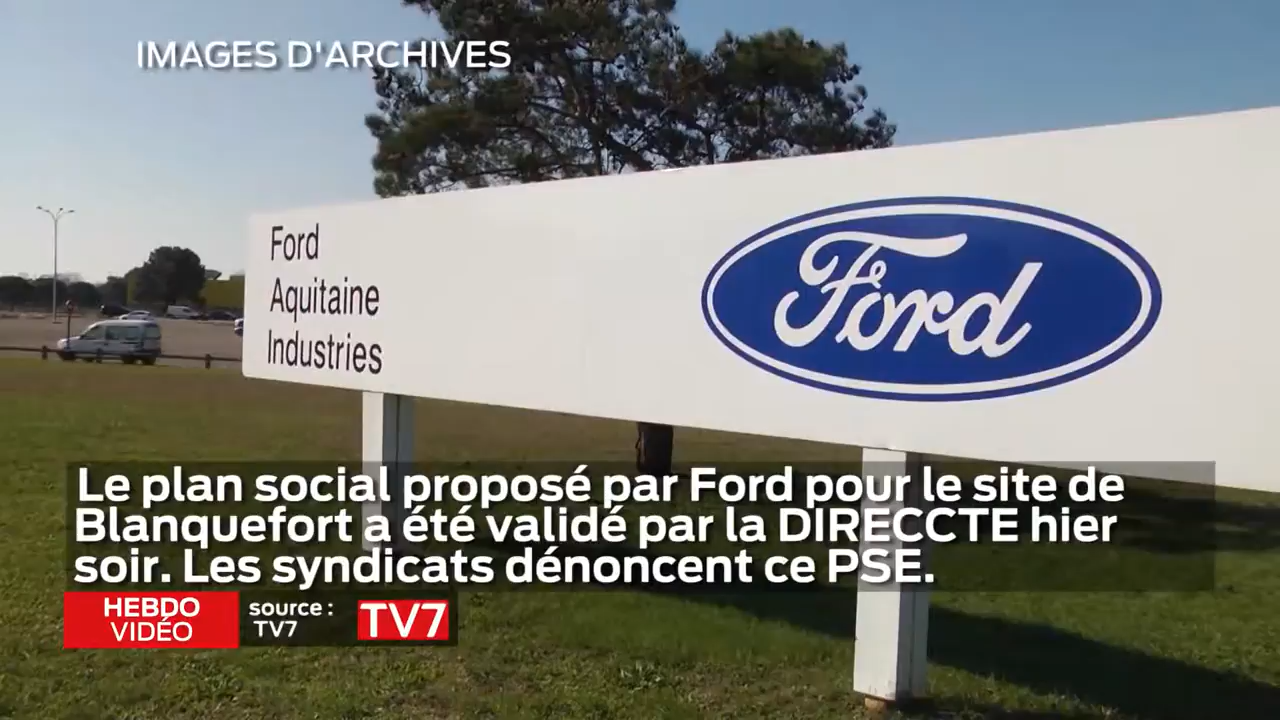 IMAGES D'ARCHIVES
Ford
Aquitaine
Industries
Ford
Le plan social proposé par Ford pour le site de
Blanquefort a été validé par la DIRECCTE hier
soir. Les syndicats dénoncent ce PSE.
HEBDO
VIDÉO
source :
TV7
TV7